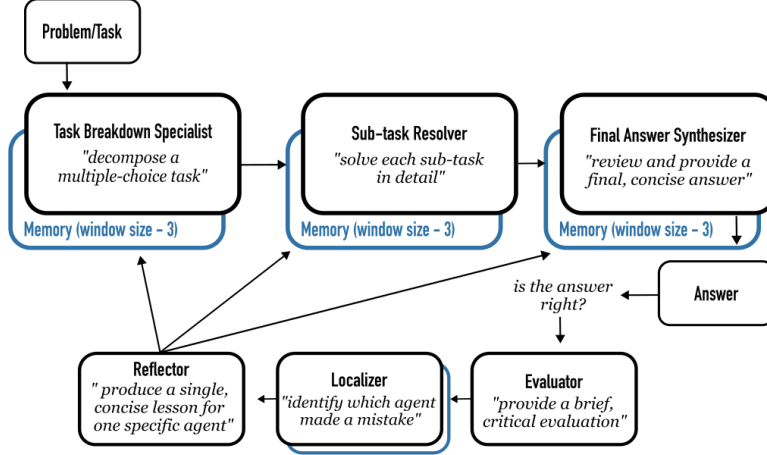 Problem/Task
Task Breakdown Specialist
"decompose a
multiple-choice task"
Memory (window size - 3)
Sub-task Resolver
"solve each sub-task
in detail"
Memory (window size - 3)
Final Answer Synthesizer
"review and provide a
final, concise answer"
Memory (window size - 3)
is the answer
right?
Answer
Reflector
" produce a single,
concise lesson for
one specific agent"
Localizer
"identify which agent
made a mistake"
Evaluator
"provide a brief,
critical evaluation"